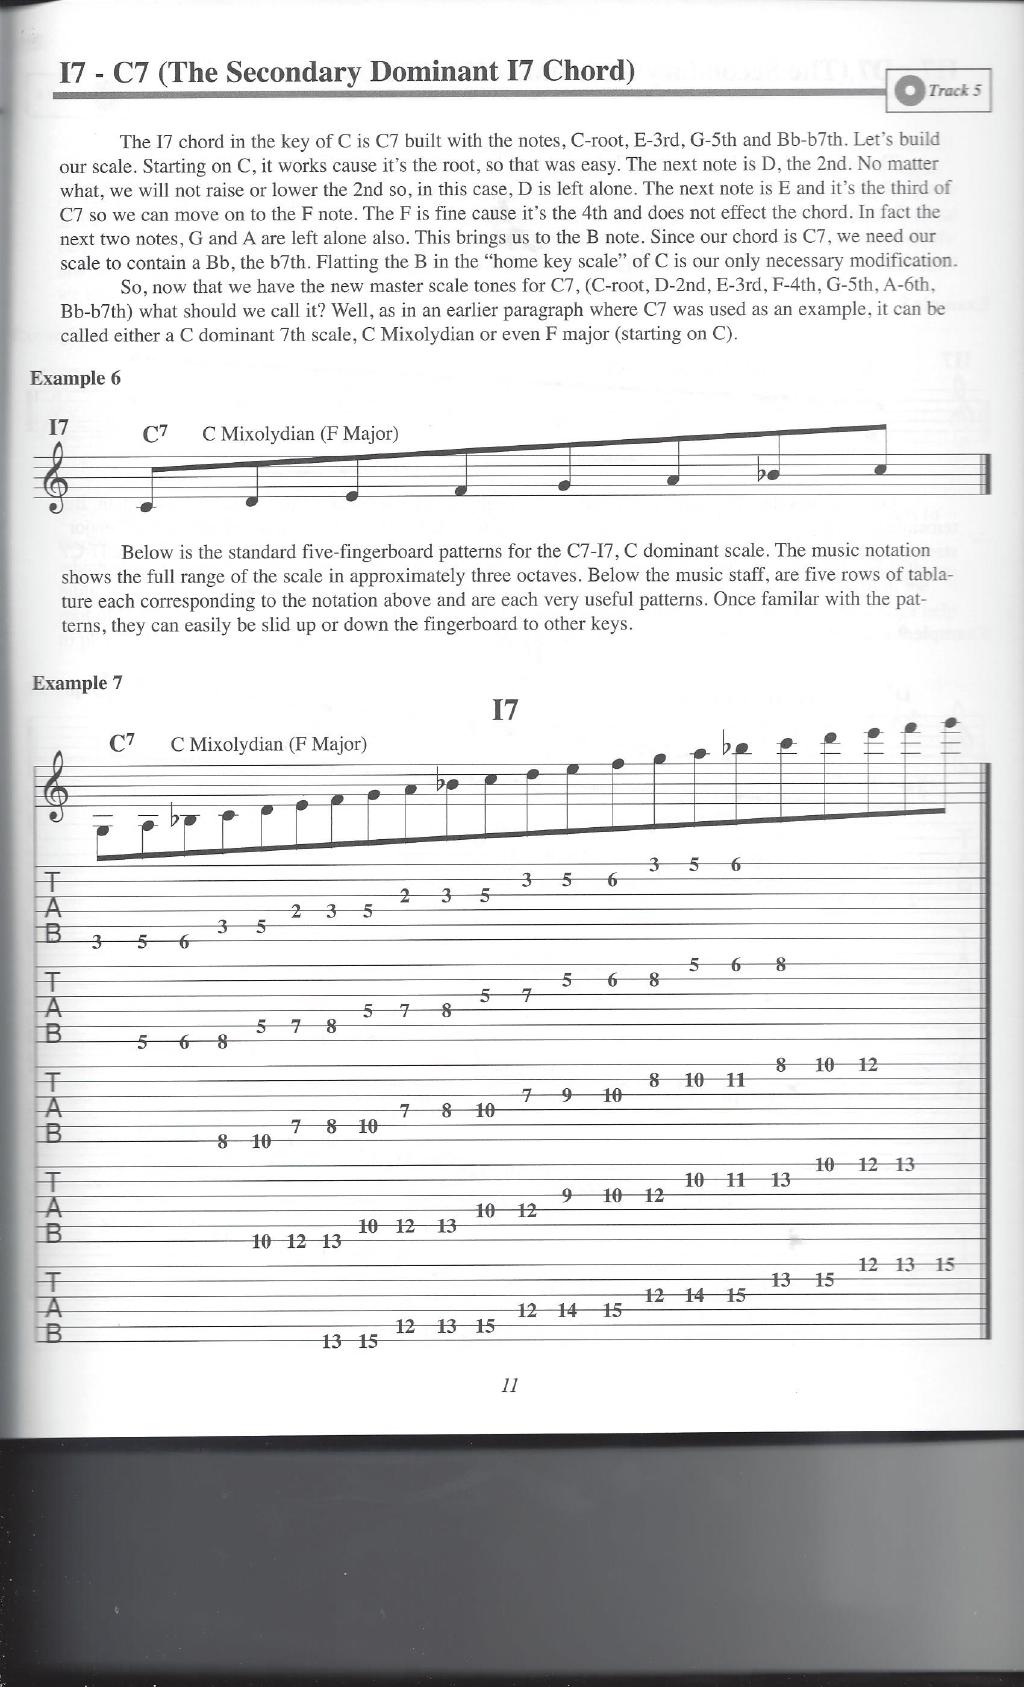 I7 - C7 (The Secondary Dominant I7 Chord)
Track 5
The I7 chord in the key of C is C7 built with the notes, C-root, E-3rd, G-5th and Bb-b7th. Let's build
our scale. Starting on C, it works cause it's the root, so that was easy. The next note is D, the 2nd. No matter
what, we will not raise or lower the 2nd so, in this case, D is left alone. The next note is E and it's the third of
C7 so we can move on to the F note. The F is fine cause it's the 4th and does not effect the chord. In fact the
next two notes, G and A are left alone also. This brings us to the B note. Since our chord is C7, we need our
scale to contain a Bb, the b7th. Flatting the B in the “home key scale” of C is our only necessary modification.
So, now that we have the new master scale tones for C7, (C-root, D-2nd, E-3rd, F-4th, G-5th, A-6th,
Bb-b7th) what should we call it? Well, as in an earlier paragraph where C7 was used as an example, it can be
called either a C dominant 7th scale, C Mixolydian or even F major (starting on C).
Example 6
I7
C7 C Mixolydian (F Major)
Below is the standard five-fingerboard patterns for the C7-I7, C dominant scale. The music notation
shows the full range of the scale in approximately three octaves. Below the music staff, are five rows of tabla-
ture each corresponding to the notation above and are each very useful patterns. Once familar with the pat-
terns, they can easily be slid up or down the fingerboard to other keys.
Example 7
I7
C7 C Mixolydian (F Major)
TAB
3 5 6 3 5 2 3 5 2 3 5 3 5 6 3 5 6
TAB
5 6 8 5 7 8 5 7 8 5 7 5 6 8 5 6 8
TAB
8 10 7 8 10 7 8 10 7 9 10 8 10 11 8 10 12
TAB
10 12 13 10 12 13 10 12 9 10 12 10 11 13 10 12 13
TAB
13 15 12 13 15 12 14 15 12 14 15 13 15 12 13 15
11